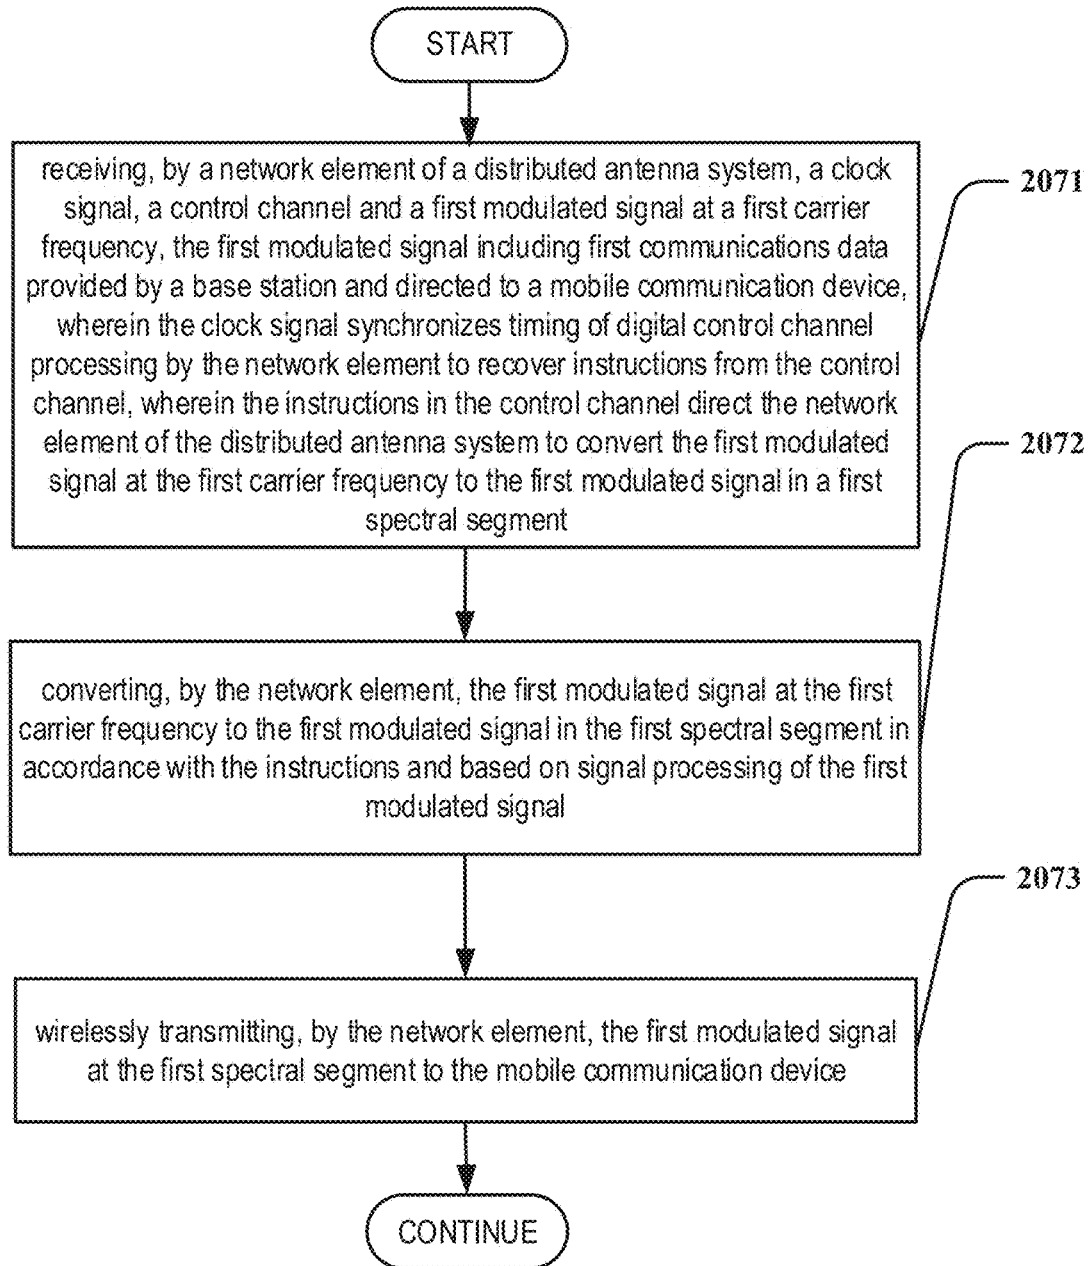 START
receiving, by a network element of a distributed antenna system, a clock
signal, a control channel and a first modulated signal at a first carrier
frequency, the first modulated signal including first communications data
provided by a base station and directed to a mobile communication device,
wherein the clock signal synchronizes timing of digital control channel
processing by the network element to recover instructions from the control
channel, wherein the instructions in the control channel direct the network
element of the distributed antenna system to convert the first modulated
signal at the first carrier frequency to the first modulated signal in a first
spectral segment
2071
converting, by the network element, the first modulated signal at the first
carrier frequency to the first modulated signal in the first spectral segment in
accordance with the instructions and based on signal processing of the first
modulated signal
2072
wirelessly transmitting, by the network element, the first modulated signal
at the first spectral segment to the mobile communication device
2073
CONTINUE